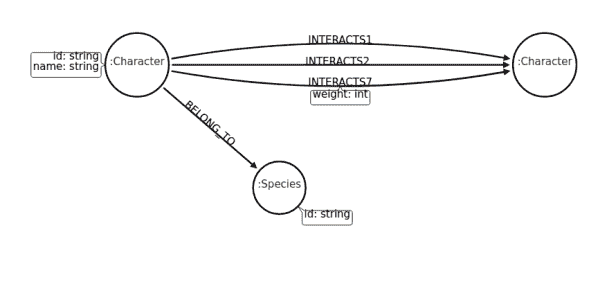 INTERACTS1
:Character
id: string
name: string
INTERACTS2
:Character
INTERACTS7
weight: int
BELONG_TO
:Species
id: string